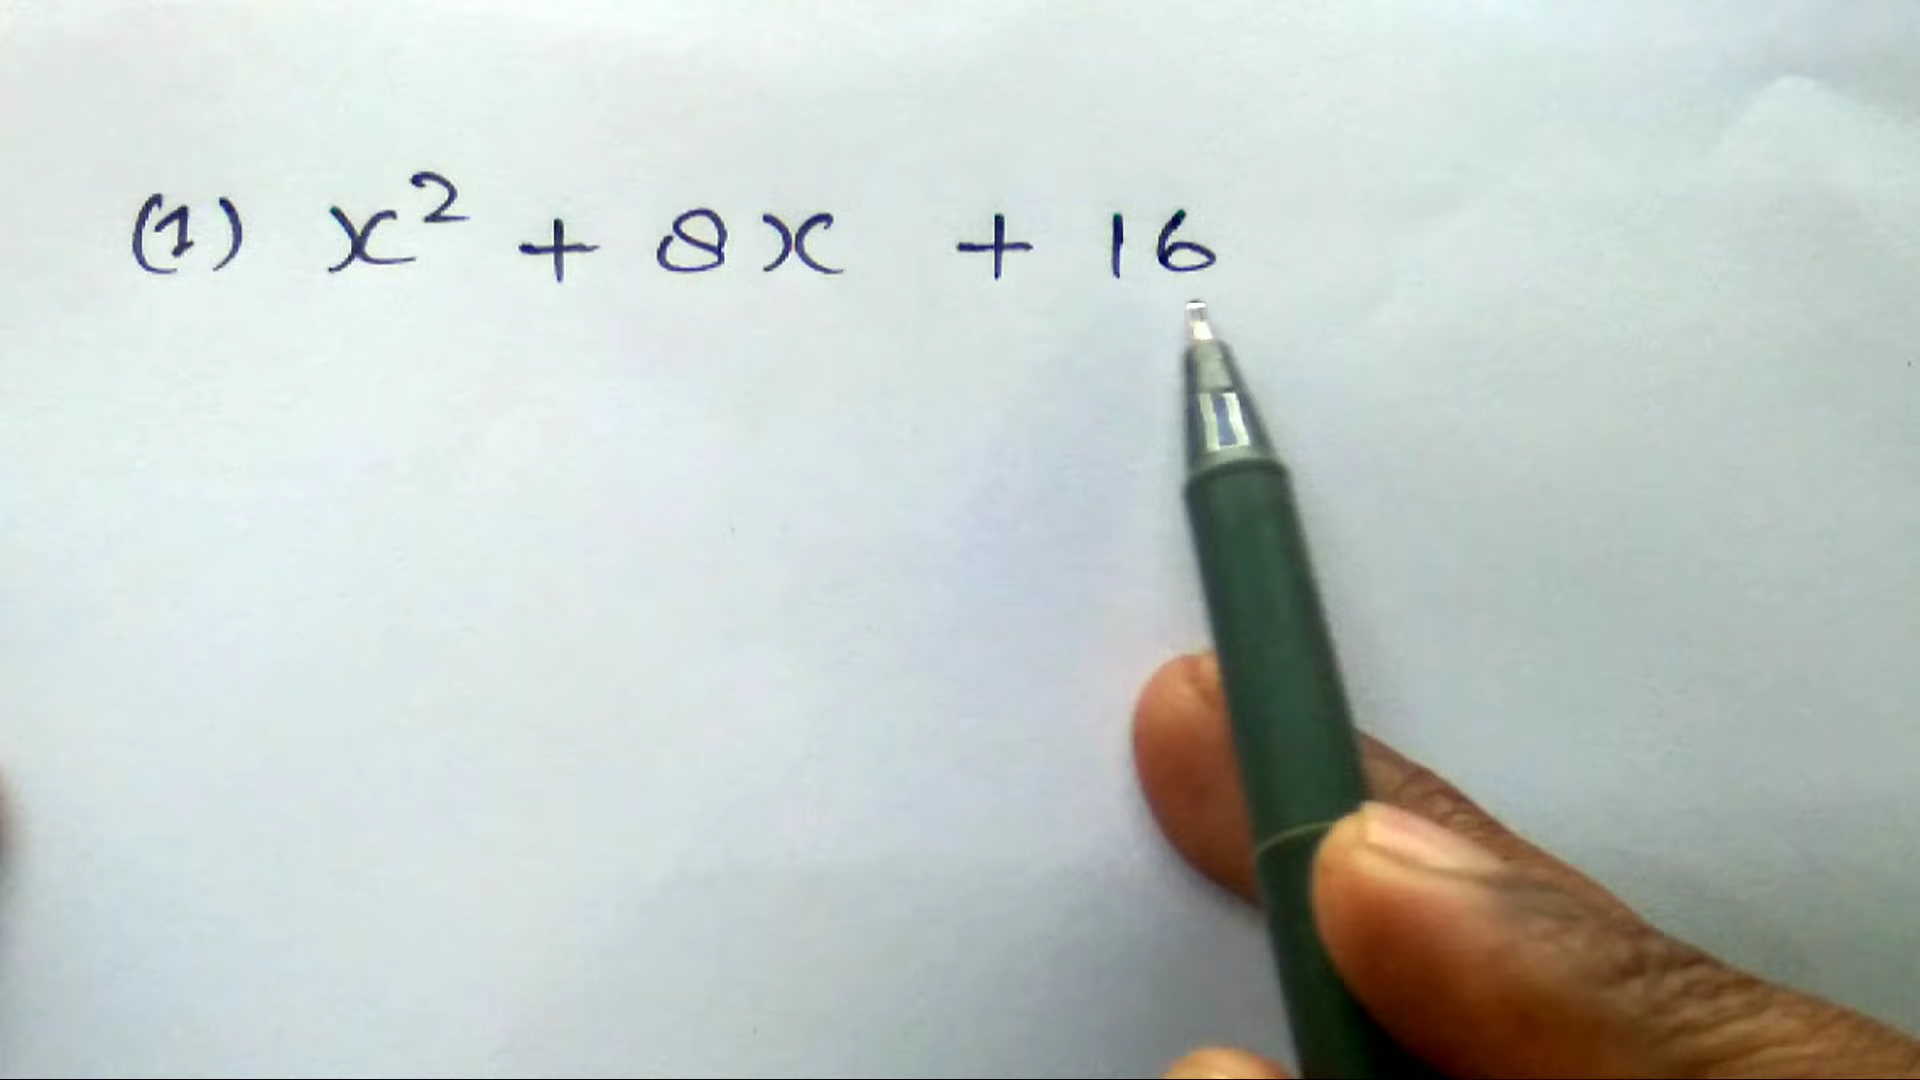 (1) x² + 8x + 16